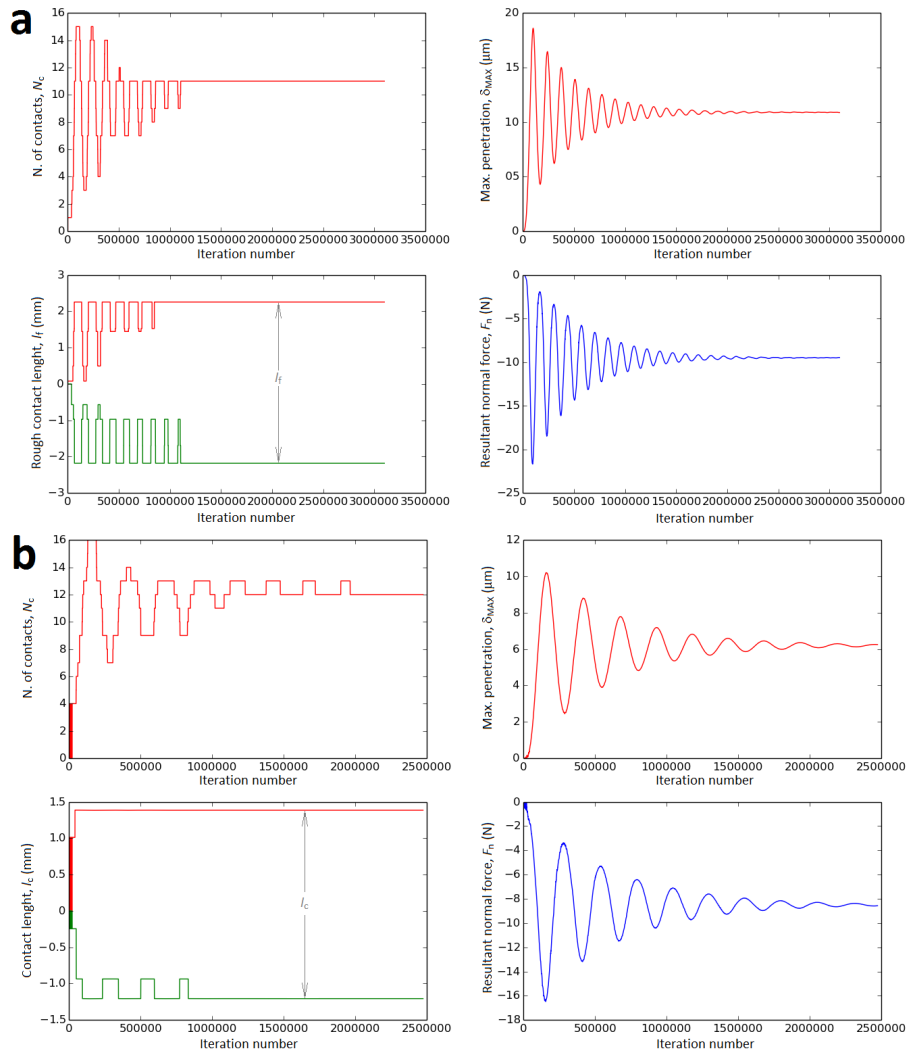 a
16
14
12
10
8
6
4
2
0
N. of contacts, Nc
0 500000 1000000 1500000 2000000 2500000 3000000 3500000
Iteration number
20
15
10
05
0
Max. penetration, δMAX (μm)
0 500000 1000000 1500000 2000000 2500000 3000000 3500000
Iteration number
3
2
1
0
−1
−2
−3
Rough contact lenght, lf (mm)
lf
0 500000 1000000 1500000 2000000 2500000 3000000 3500000
Iteration number
0
−5
−10
−15
−20
−25
Resultant normal force, Fn (N)
0 500000 1000000 1500000 2000000 2500000 3000000 3500000
Iteration number
b
16
14
12
10
8
6
4
2
0
N. of contacts, Nc
0 500000 1000000 1500000 2000000 2500000
Iteration number
12
10
8
6
4
2
0
Max. penetration, δMAX (μm)
0 500000 1000000 1500000 2000000 2500000
Iteration number
1.5
1.0
0.5
0
−0.5
−1.0
−1.5
Contact lenght, lc (mm)
lc
0 500000 1000000 1500000 2000000 2500000
Iteration number
0
−2
−4
−6
−8
−10
−12
−14
−16
−18
Resultant normal force, Fn (N)
0 500000 1000000 1500000 2000000 2500000
Iteration number